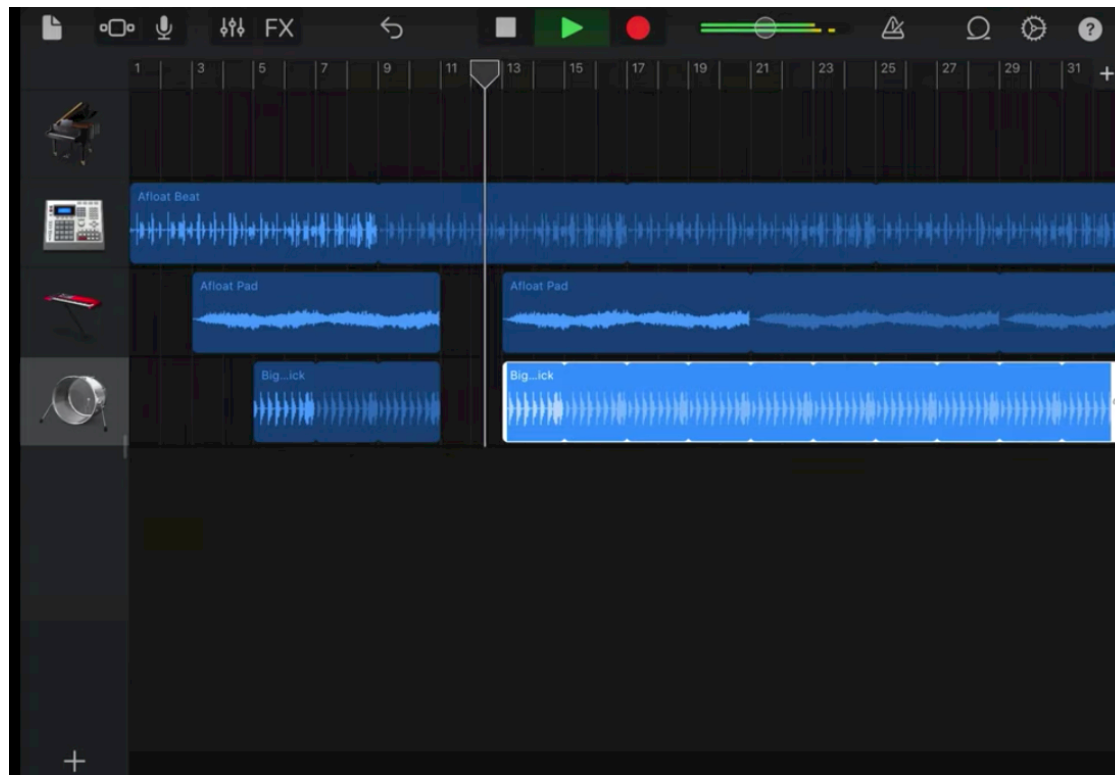 FX
?
1 3 5 7 9 11 13 15 17 19 21 23 25 27 29 31 +
Afloat Beat
Afloat Pad Afloat Pad
Big...ick Big...ick
+